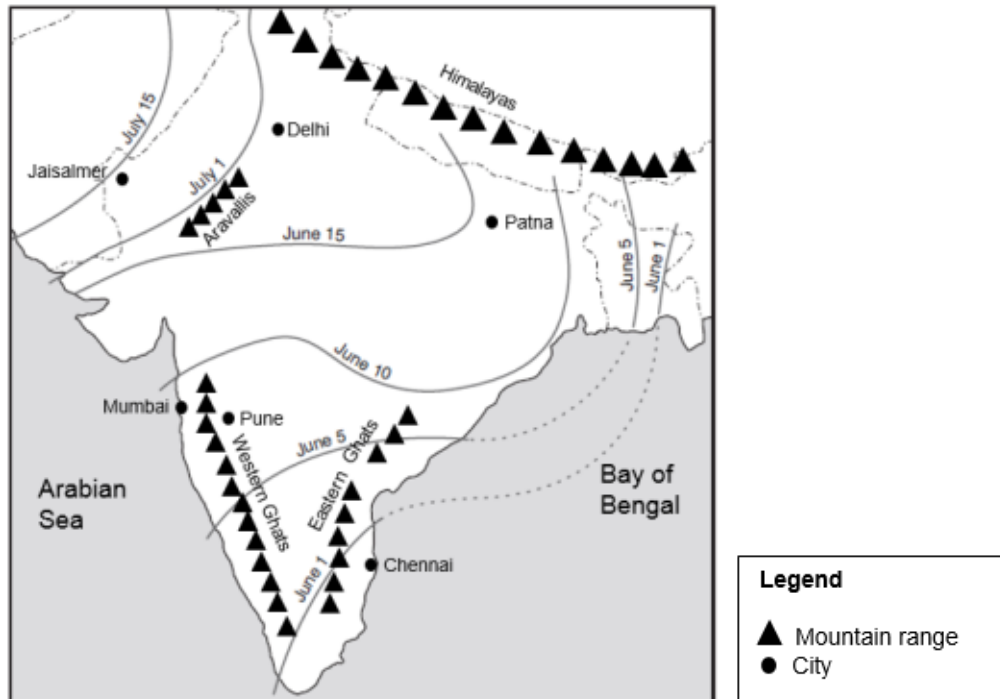 Himalayas
July 15
Delhi
Jaisalmer
July 1
Aravallis
June 15
Patna
June 5
June 1
June 10
Mumbai
Pune
June 5
Western Ghats
Eastern Ghats
Arabian
Sea
Bay of
Bengal
June 1
Chennai
Legend
Mountain range
City